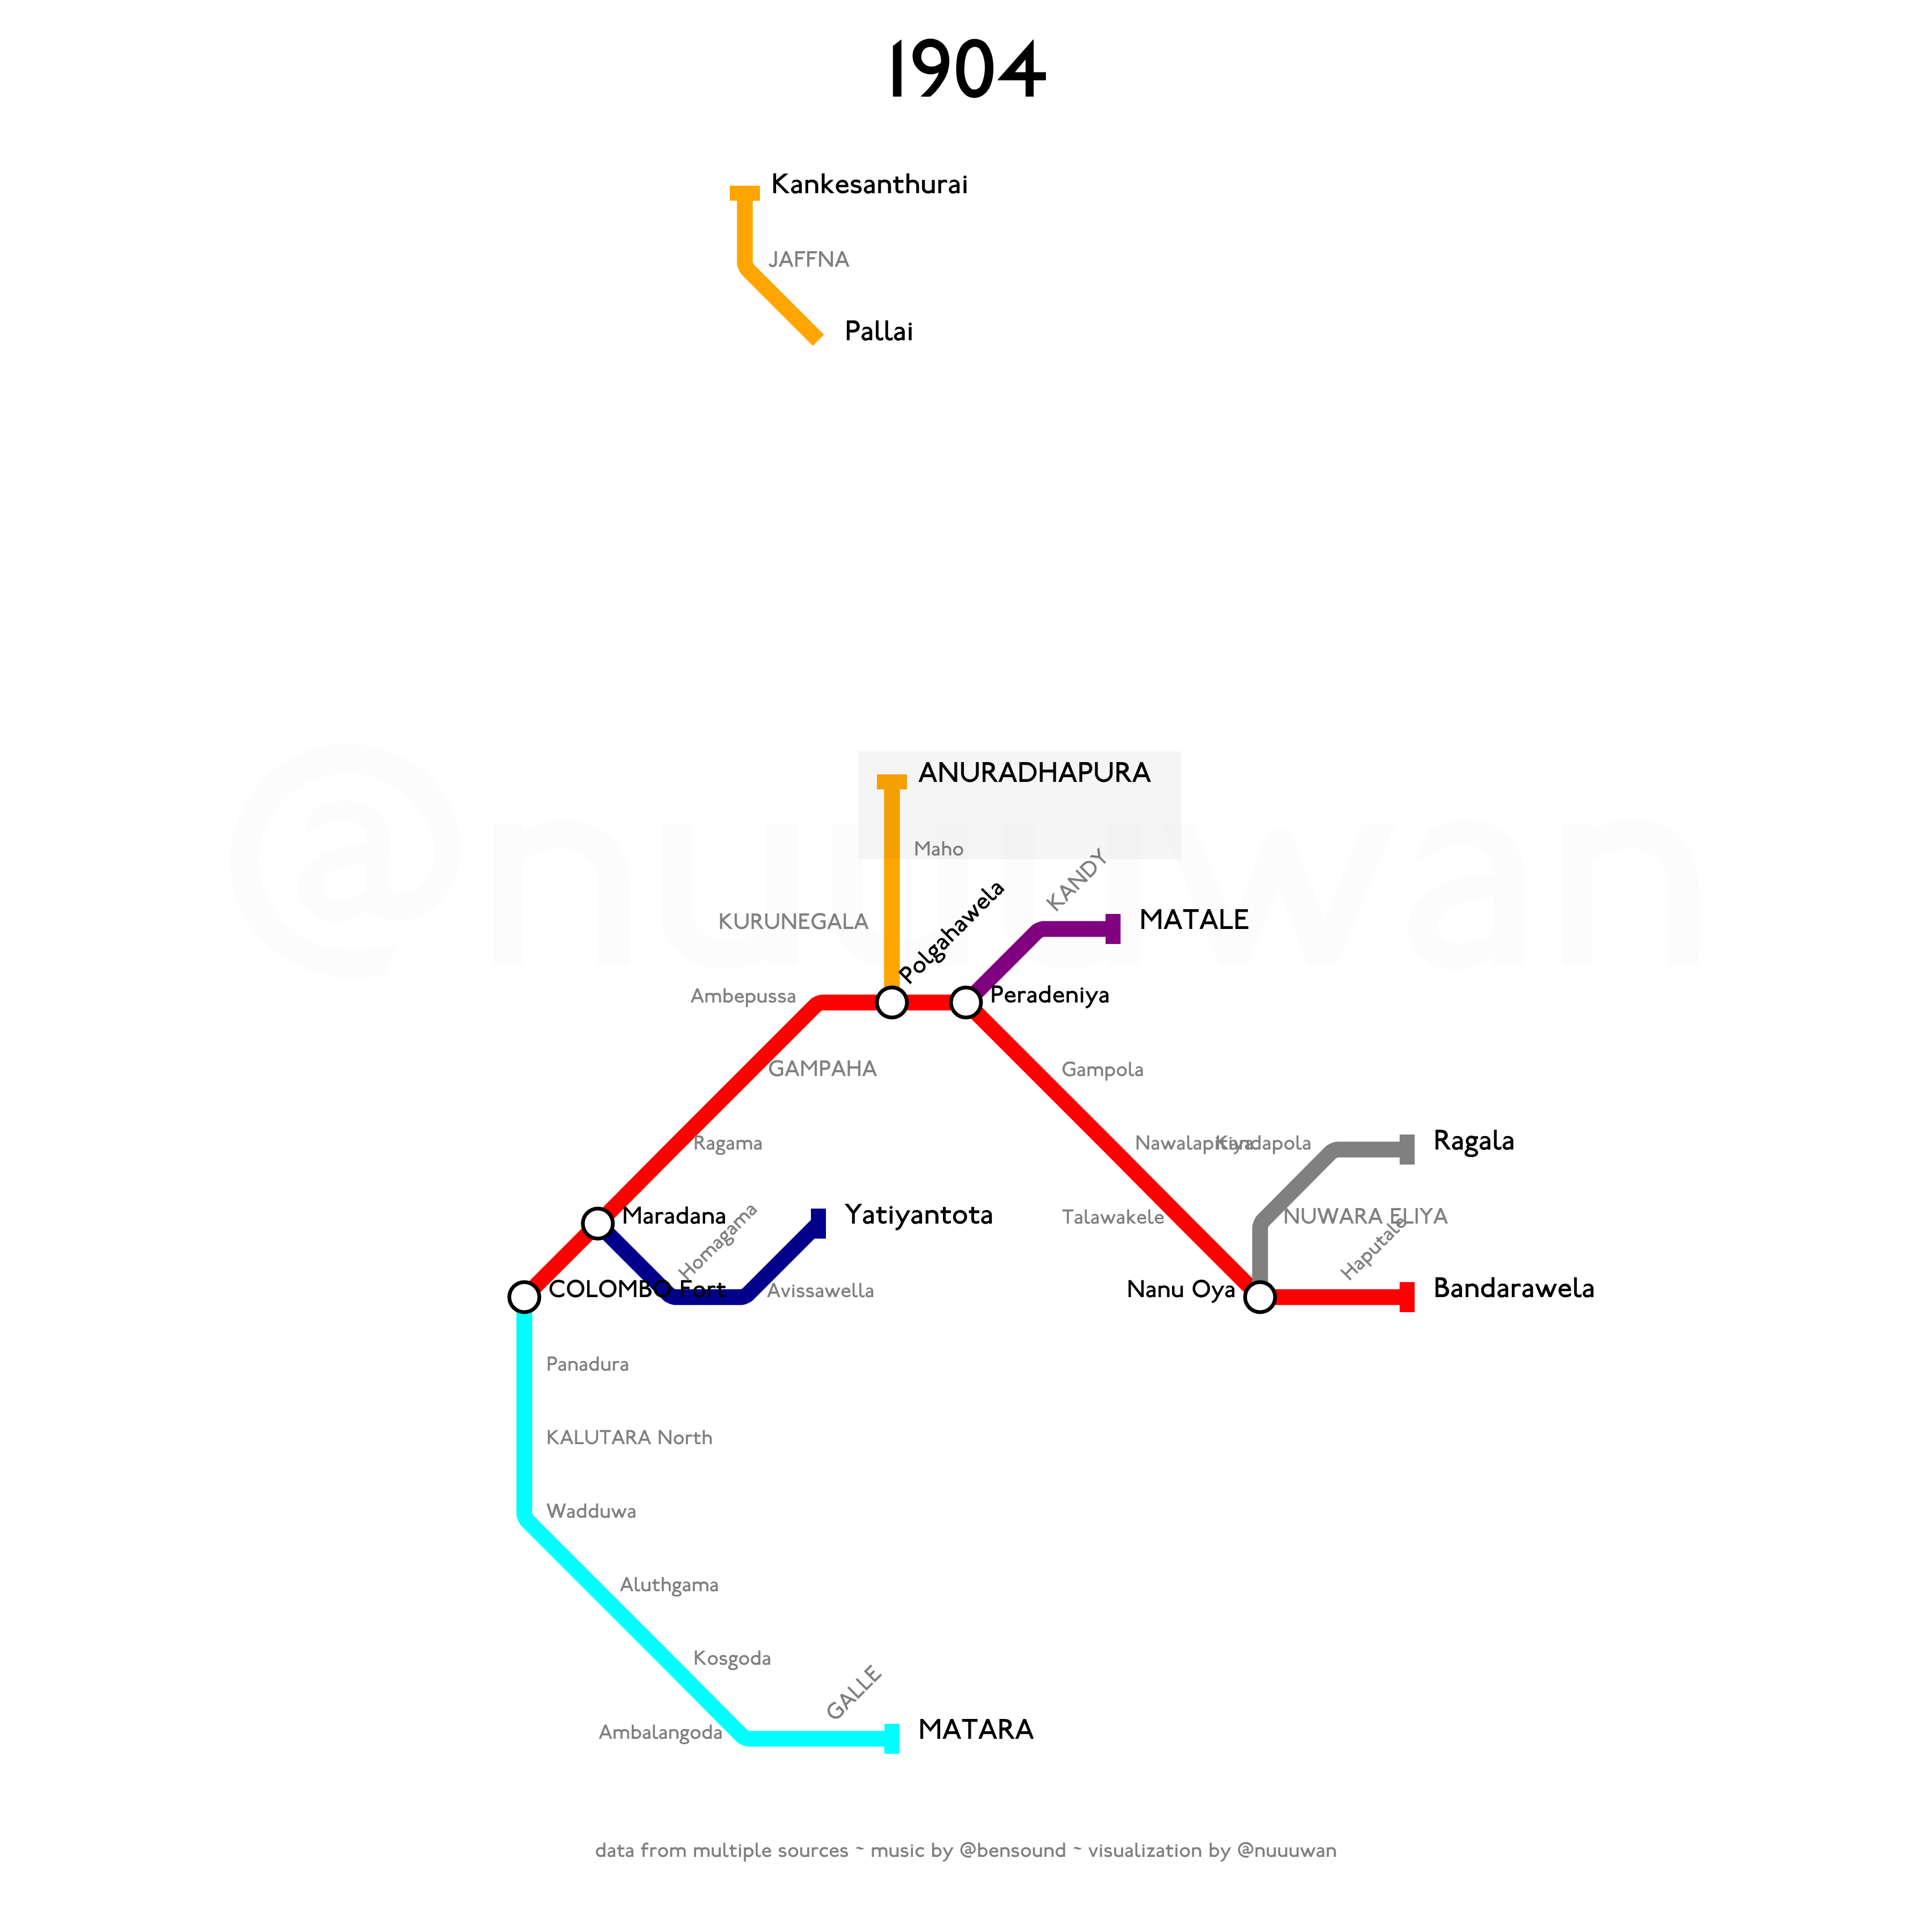 1904
Kankesanthurai
JAFFNA
Pallai
@nuuuwan
ANURADHAPURA
Maho
KANDY
KURUNEGALA
Polgahawela
MATALE
Ambepussa
Peradeniya
GAMPAHA
Gampola
Ragama
Nawalapitiya
Kandapola
Ragala
Maradana
Homagama
Yatiyantota
Talawakele
NUWARA ELIYA
Haputale
COLOMBO Fort
Avissawella
Nanu Oya
Bandarawela
Panadura
KALUTARA North
Wadduwa
Aluthgama
Kosgoda
GALLE
Ambalangoda
MATARA
data from multiple sources ~ music by @bensound ~ visualization by @nuuuwan